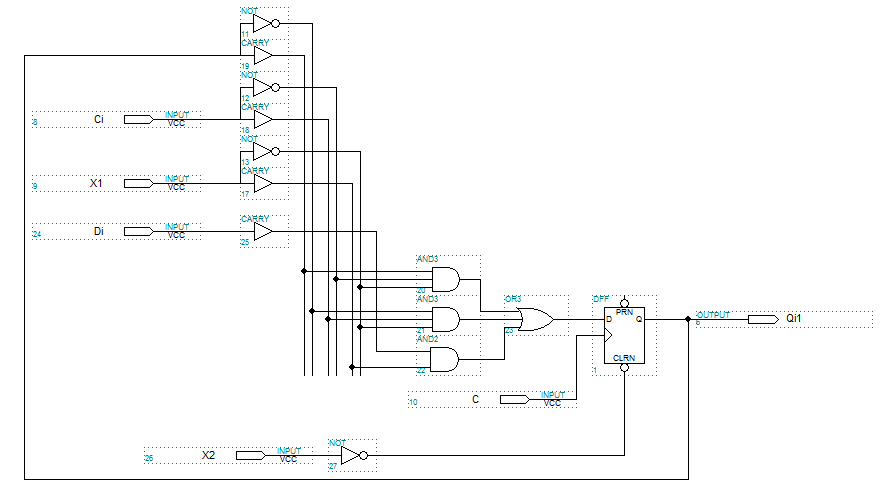 NOT
11
CARRY
19
NOT
12
CARRY
18
Ci
INPUT
VCC
8
NOT
13
CARRY
17
X1
INPUT
VCC
9
CARRY
25
Di
INPUT
VCC
24
AND3
20
AND3
21
AND2
22
OR3
23
DFF
PRN
D
Q
CLRN
1
OUTPUT
6
Qi1
C
INPUT
VCC
10
X2
INPUT
VCC
26
NOT
27